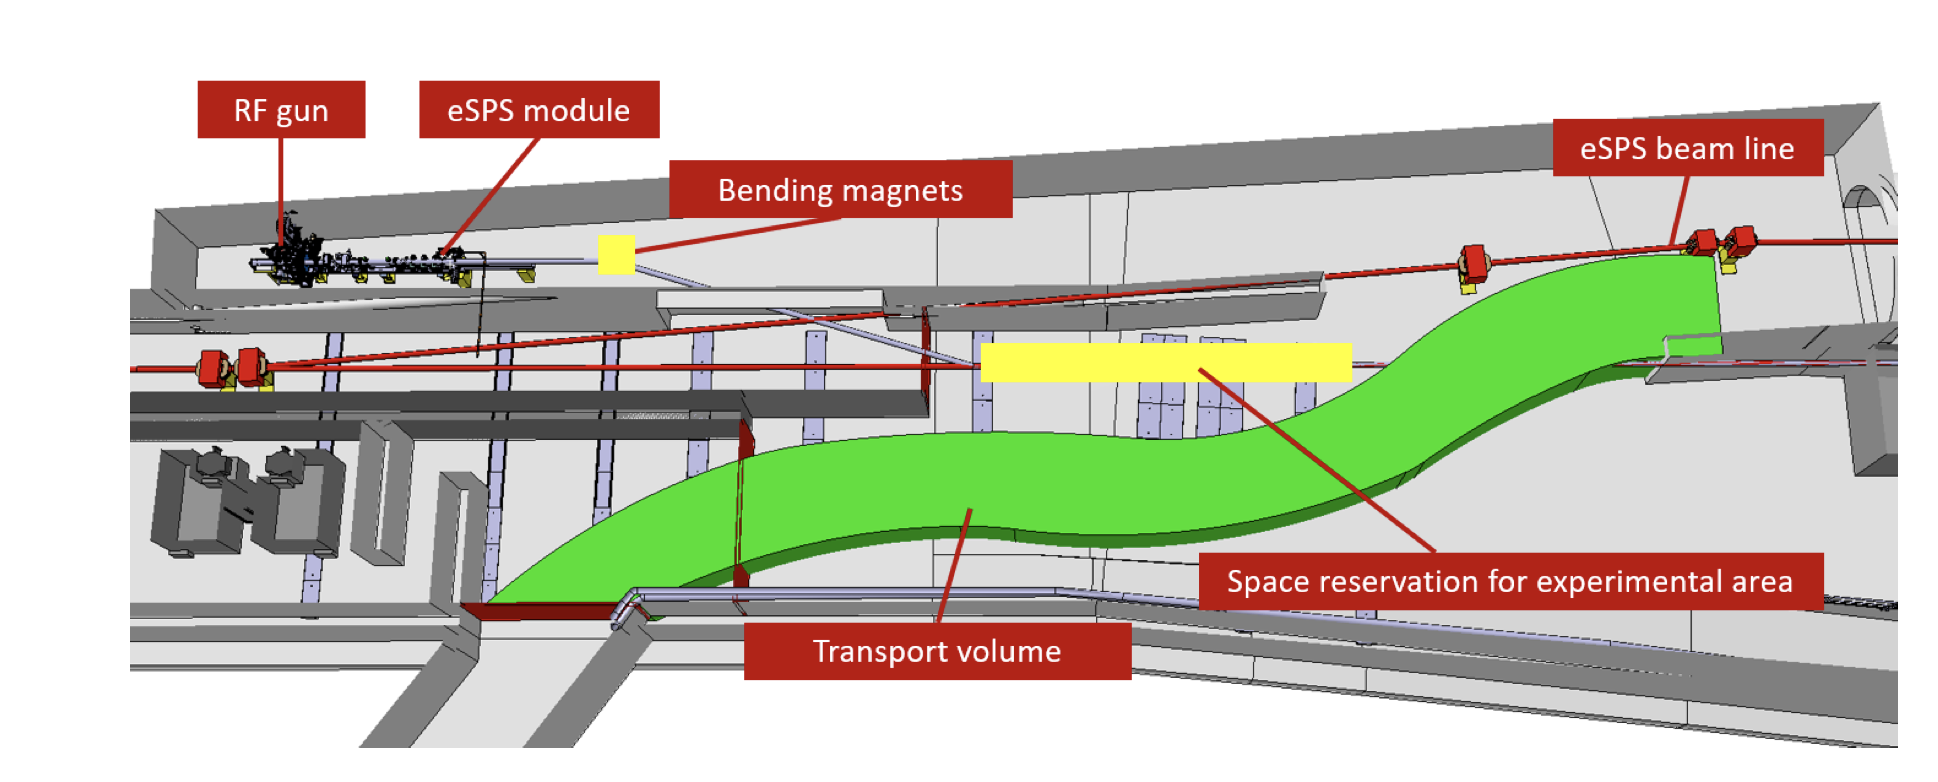 RF gun
eSPS module
eSPS beam line
Bending magnets
Space reservation for experimental area
Transport volume